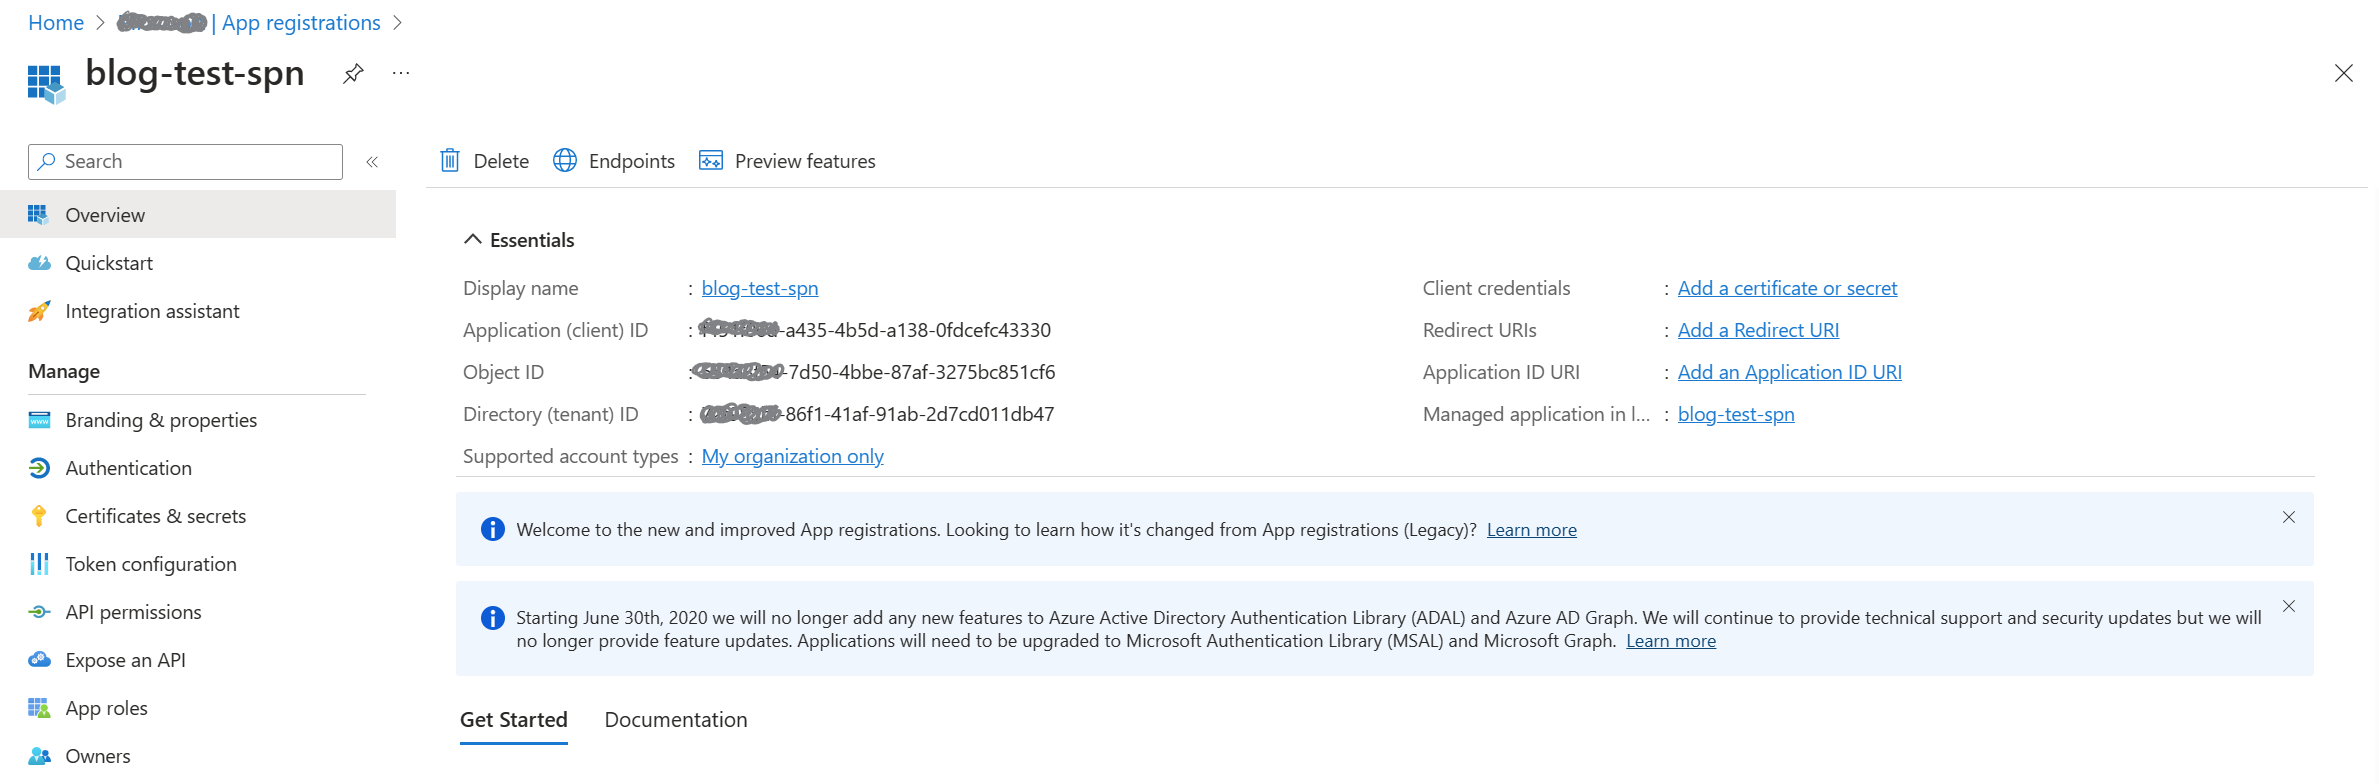 Home > | App registrations >
blog-test-spn
Search
Overview
Quickstart
Integration assistant
Manage
Branding & properties
Authentication
Certificates & secrets
Token configuration
API permissions
Expose an API
App roles
Owners
Delete Endpoints Preview features
Essentials
Display name : blog-test-spn
Application (client) ID : -a435-4b5d-a138-0fdcefc43330
Object ID : -7d50-4bbe-87af-3275bc851cf6
Directory (tenant) ID : -86f1-41af-91ab-2d7cd011db47
Supported account types : My organization only
Client credentials : Add a certificate or secret
Redirect URIs : Add a Redirect URI
Application ID URI : Add an Application ID URI
Managed application in l... : blog-test-spn
Welcome to the new and improved App registrations. Looking to learn how it's changed from App registrations (Legacy)? Learn more
Starting June 30th, 2020 we will no longer add any new features to Azure Active Directory Authentication Library (ADAL) and Azure AD Graph. We will continue to provide technical support and security updates but we will
no longer provide feature updates. Applications will need to be upgraded to Microsoft Authentication Library (MSAL) and Microsoft Graph. Learn more
Get Started Documentation